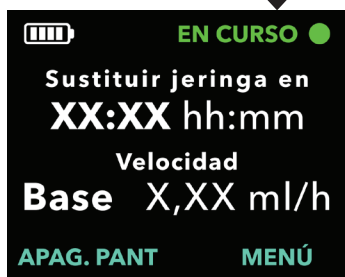 EN CURSO
Sustituir jeringa en
XX:XX hh:mm
Velocidad
Base X,XX ml/h
APAG. PANT MENÚ